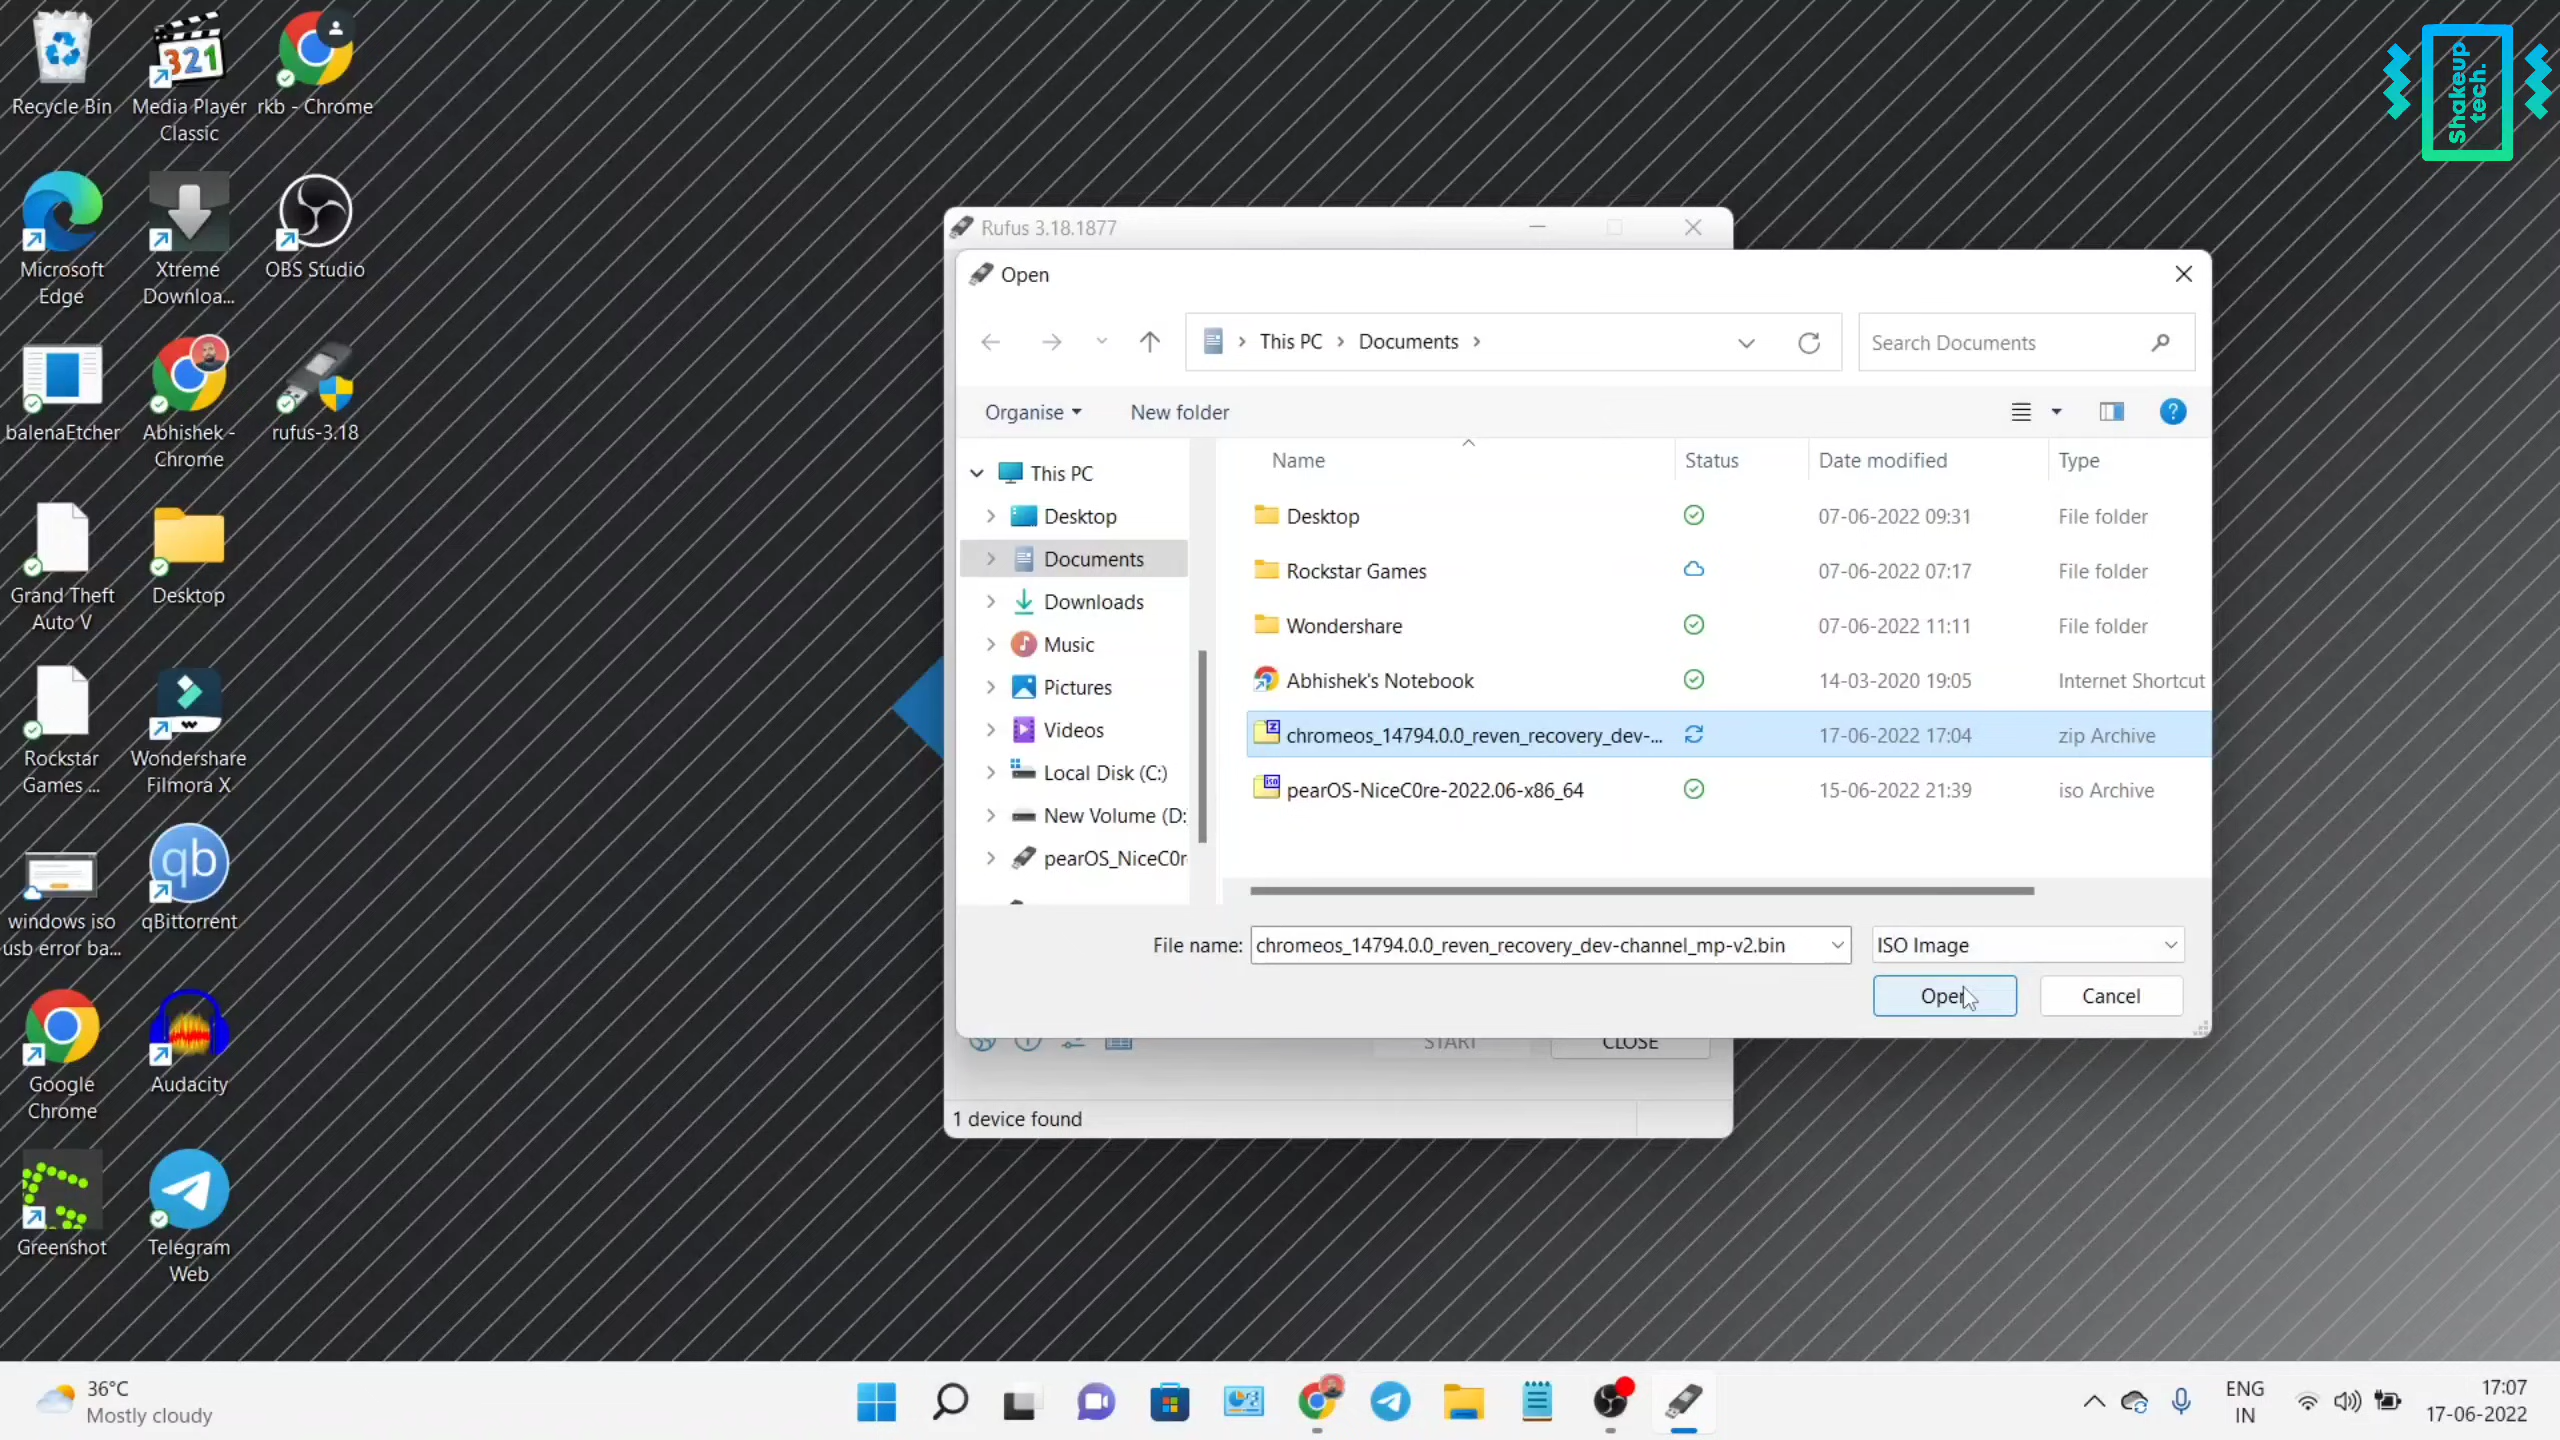 Recycle Bin
Media Player
Classic
rkb - Chrome
Microsoft
Edge
Xtreme
Downloa...
OBS Studio
balenaEtcher
Abhishek -
Chrome
rufus-3.18
Grand Theft
Auto V
Desktop
Rockstar
Games ...
Wondershare
Filmora X
windows iso
usb error ba...
qBittorrent
Google
Chrome
Audacity
Greenshot
Telegram
Web
321
qb
Shakeup
tech.
Rufus 3.18.1877
Open
This PC
Documents
Search Documents
Organise
New folder
This PC
Desktop
Documents
Downloads
Music
Pictures
Videos
Local Disk (C:)
New Volume (D:
pearOS_NiceC0r
Name Status Date modified Type
Desktop 07-06-2022 09:31 File folder
Rockstar Games 07-06-2022 07:17 File folder
Wondershare 07-06-2022 11:11 File folder
Abhishek's Notebook 14-03-2020 19:05 Internet Shortcut
chromeos_14794.0.0_reven_recovery_dev-... 17-06-2022 17:04 zip Archive
pearOS-NiceC0re-2022.06-x86_64 15-06-2022 21:39 iso Archive
File name: chromeos_14794.0.0_reven_recovery_dev-channel_mp-v2.bin ISO Image
Open Cancel
START CLOSE
1 device found
36°C
Mostly cloudy
ENG
IN
17:07
17-06-2022